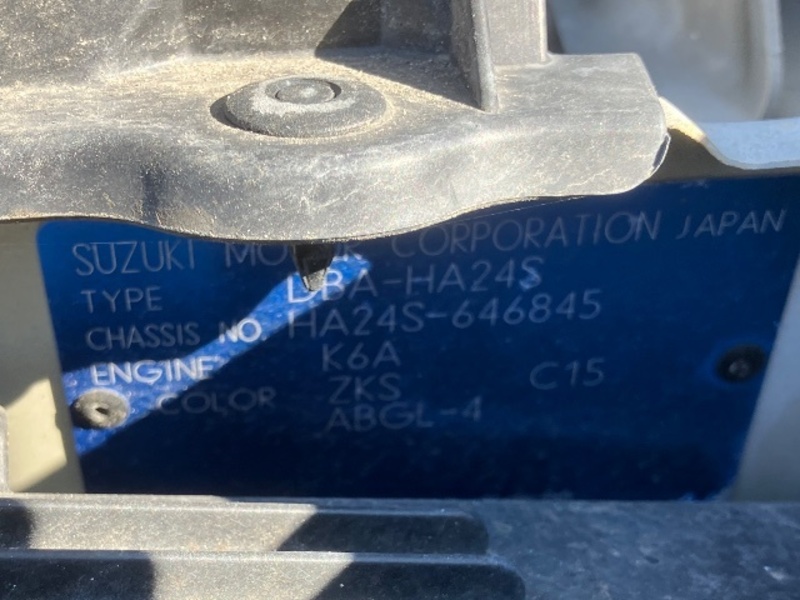 SUZUKI MOTOR CORPORATION JAPAN
TYPE DBA-HA24S
CHASSIS NO. HA24S-646845
ENGINE K6A
COLOR ZKS C15
ABGL-4